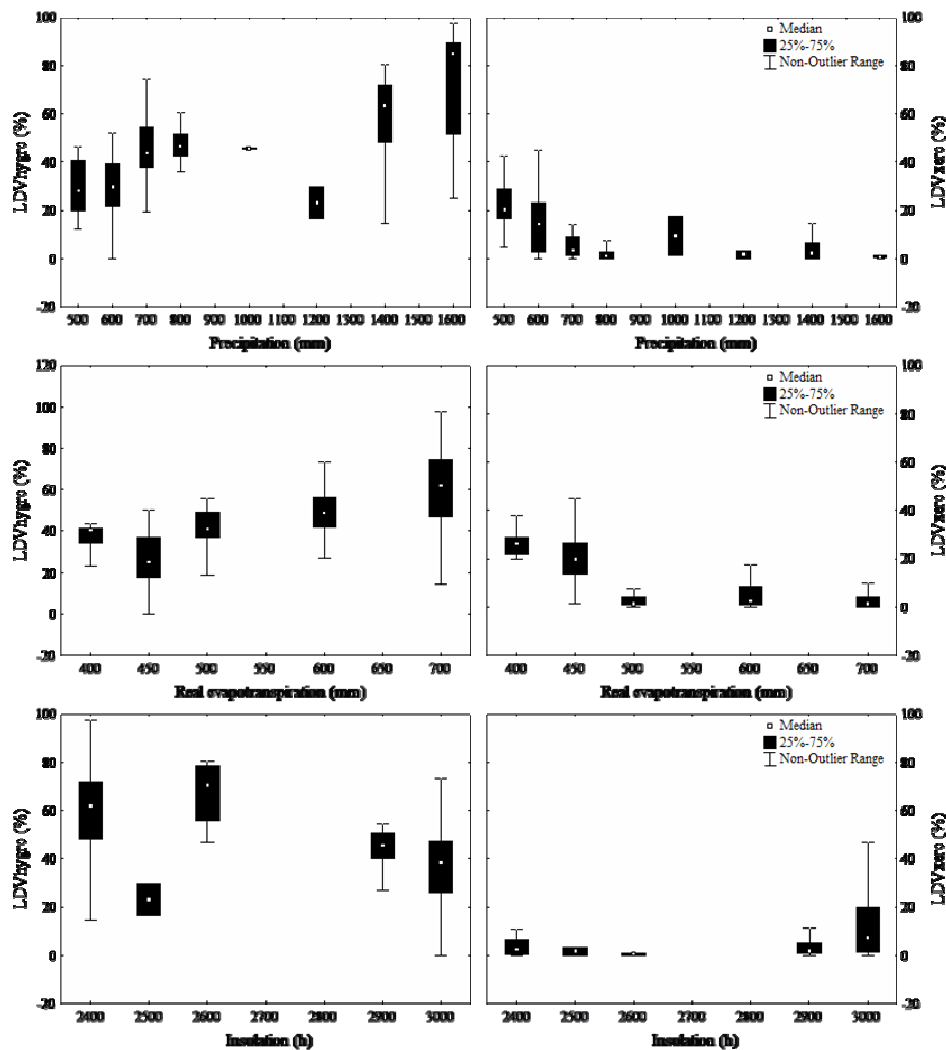 100
80
60
40
20
0
-20
LDVhygro (%)
500 600 700 800 900 1000 1100 1200 1300 1400 1500 1600
Precipitation (mm)
Median
25%-75%
Non-Outlier Range
100
80
60
40
20
0
-20
LDVxero (%)
500 600 700 800 900 1000 1100 1200 1300 1400 1500 1600
Precipitation (mm)
120
100
80
60
40
20
0
-20
LDVhygro (%)
400 450 500 550 600 650 700
Real evapotranspiration (mm)
Median
25%-75%
Non-Outlier Range
100
80
60
40
20
0
-20
LDVxero (%)
400 450 500 550 600 650 700
Real evapotranspiration (mm)
100
80
60
40
20
0
-20
LDVhygro (%)
2400 2500 2600 2700 2800 2900 3000
Insulation (h)
Median
25%-75%
Non-Outlier Range
100
80
60
40
20
0
-20
LDVxero (%)
2400 2500 2600 2700 2800 2900 3000
Insulation (h)